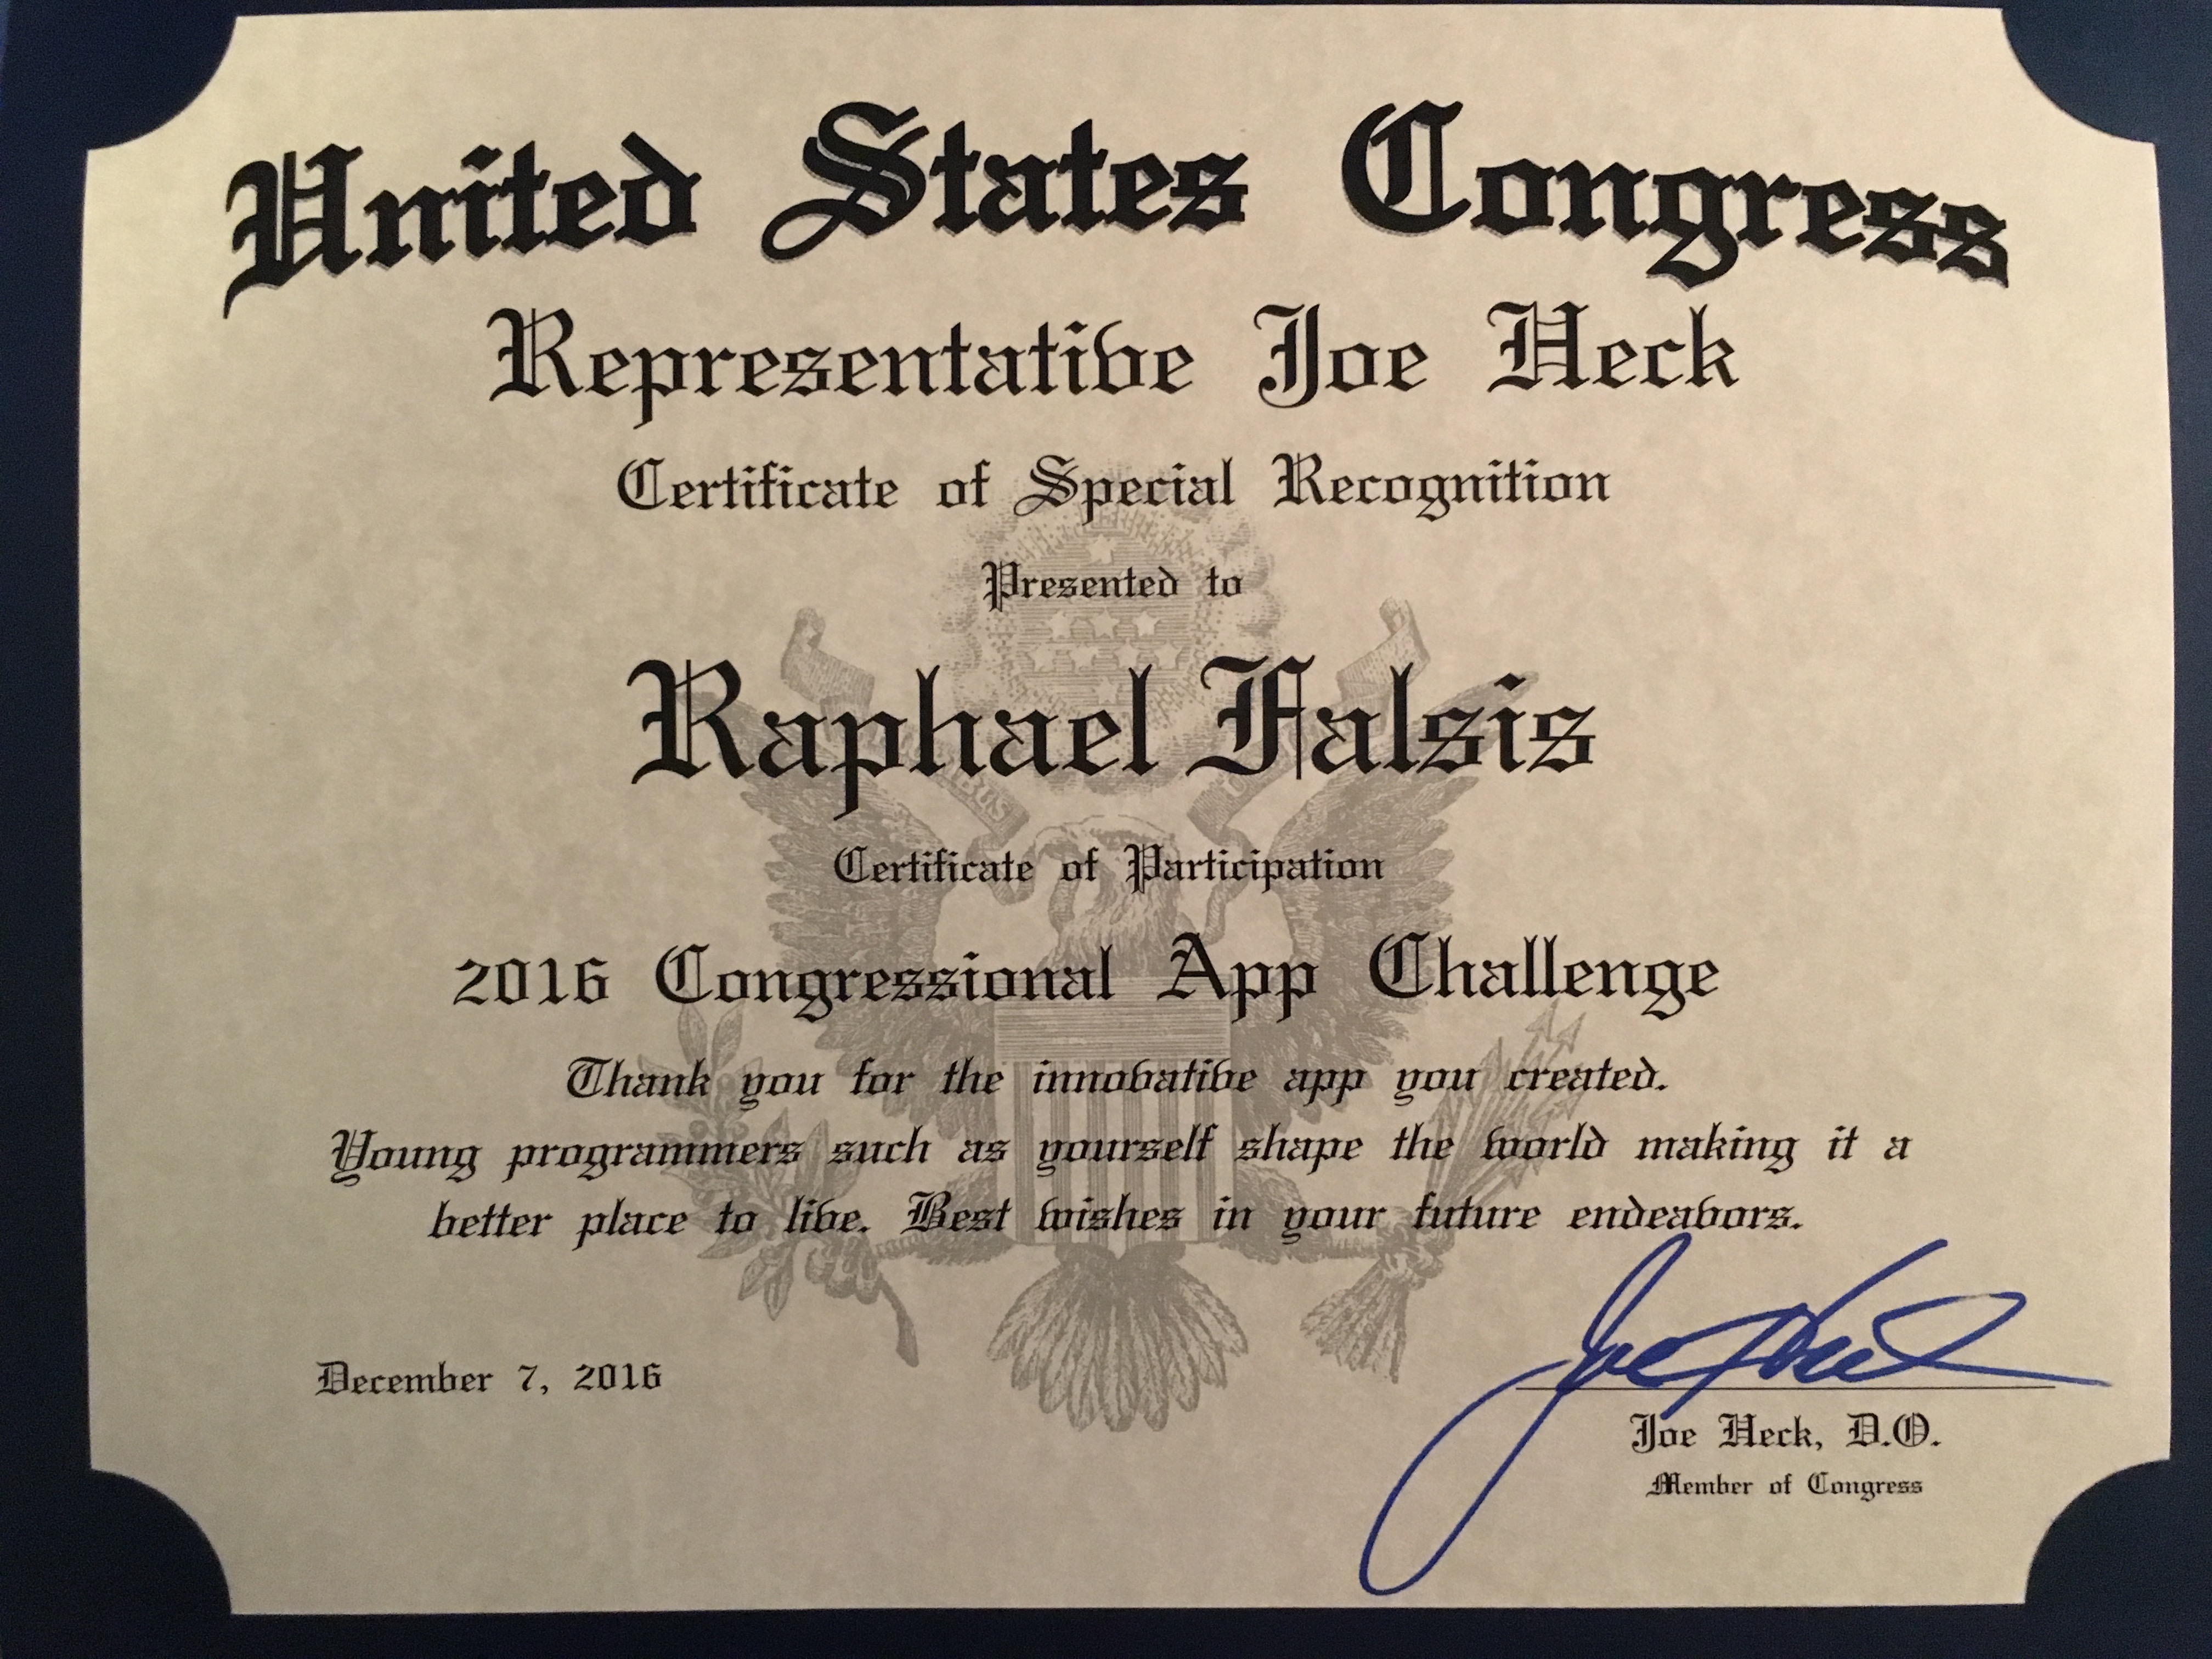 United States Congress
Representative Joe Heck
Certificate of Special Recognition
Presented to
Raphael Falsis
Certificate of Participation
2016 Congressional App Challenge
Thank you for the innovative app you created.
Young programmers such as yourself shape the world making it a
better place to live. Best wishes in your future endeavors.
December 7, 2016
Joe Heck
Joe Heck, D.O.
Member of Congress